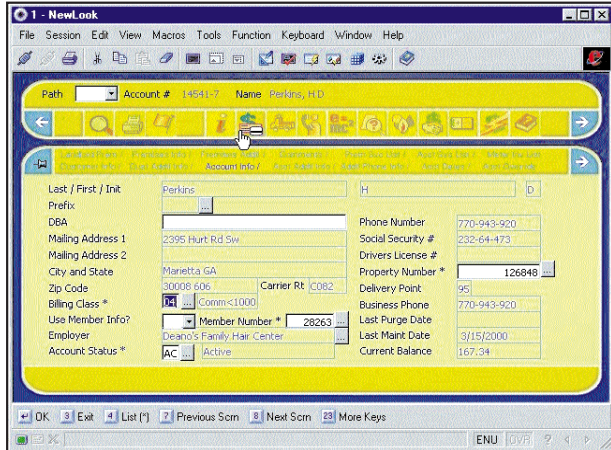 1 - NewLook
File Session Edit View Macros Tools Function Keyboard Window Help
Path Account # 14541-7 Name Perkins, H D
Account Info /
Last / First / Init Perkins H D
Prefix ...
DBA Phone Number 770-943-920
Mailing Address 1 2395 Hurt Rd Sw Social Security # 232-64-473
Mailing Address 2 Drivers License #
City and State Marietta GA Property Number * 126848 ...
Zip Code 30008 606 Carrier Rt C082 Delivery Point 95
Billing Class * 04 ... Comm<1000 Business Phone 770-943-920
Use Member Info? Member Number * 28263 ... Last Purge Date
Employer Deano's Family Hair Center ... Last Maint Date 3/15/2000
Account Status * AC ... Active Current Balance 167.34
OK 3 Exit 4 List (*) 7 Previous Scrn 8 Next Scrn 23 More Keys
ENU OVR ?